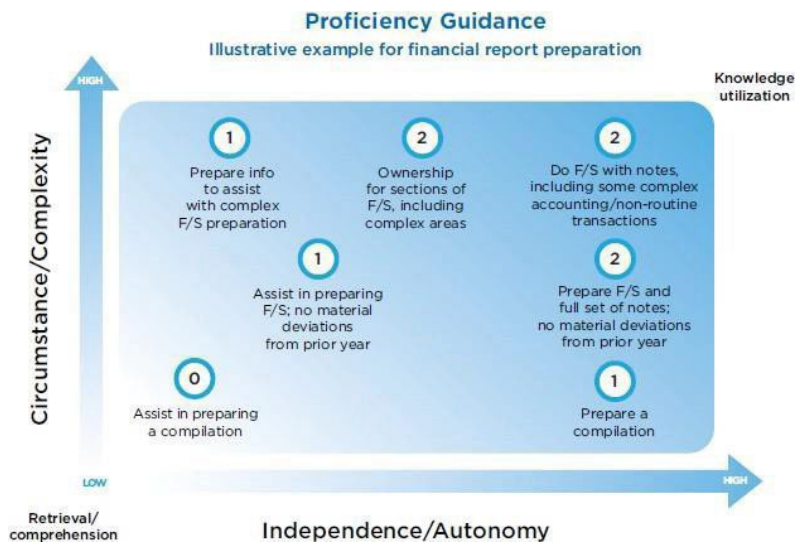 Proficiency Guidance
Illustrative example for financial report preparation
HIGH
Knowledge
utilization
Circumstance/Complexity
1
Prepare info
to assist
with complex
F/S preparation
2
Ownership
for sections of
F/S, including
complex areas
2
Do F/S with notes,
including some complex
accounting/non-routine
transactions
1
Assist in preparing
F/S; no material
deviations
from prior year
2
Prepare F/S and
full set of notes;
no material deviations
from prior year
0
Assist in preparing
a compilation
1
Prepare a
compilation
LOW
HIGH
Retrieval/
comprehension
Independence/Autonomy